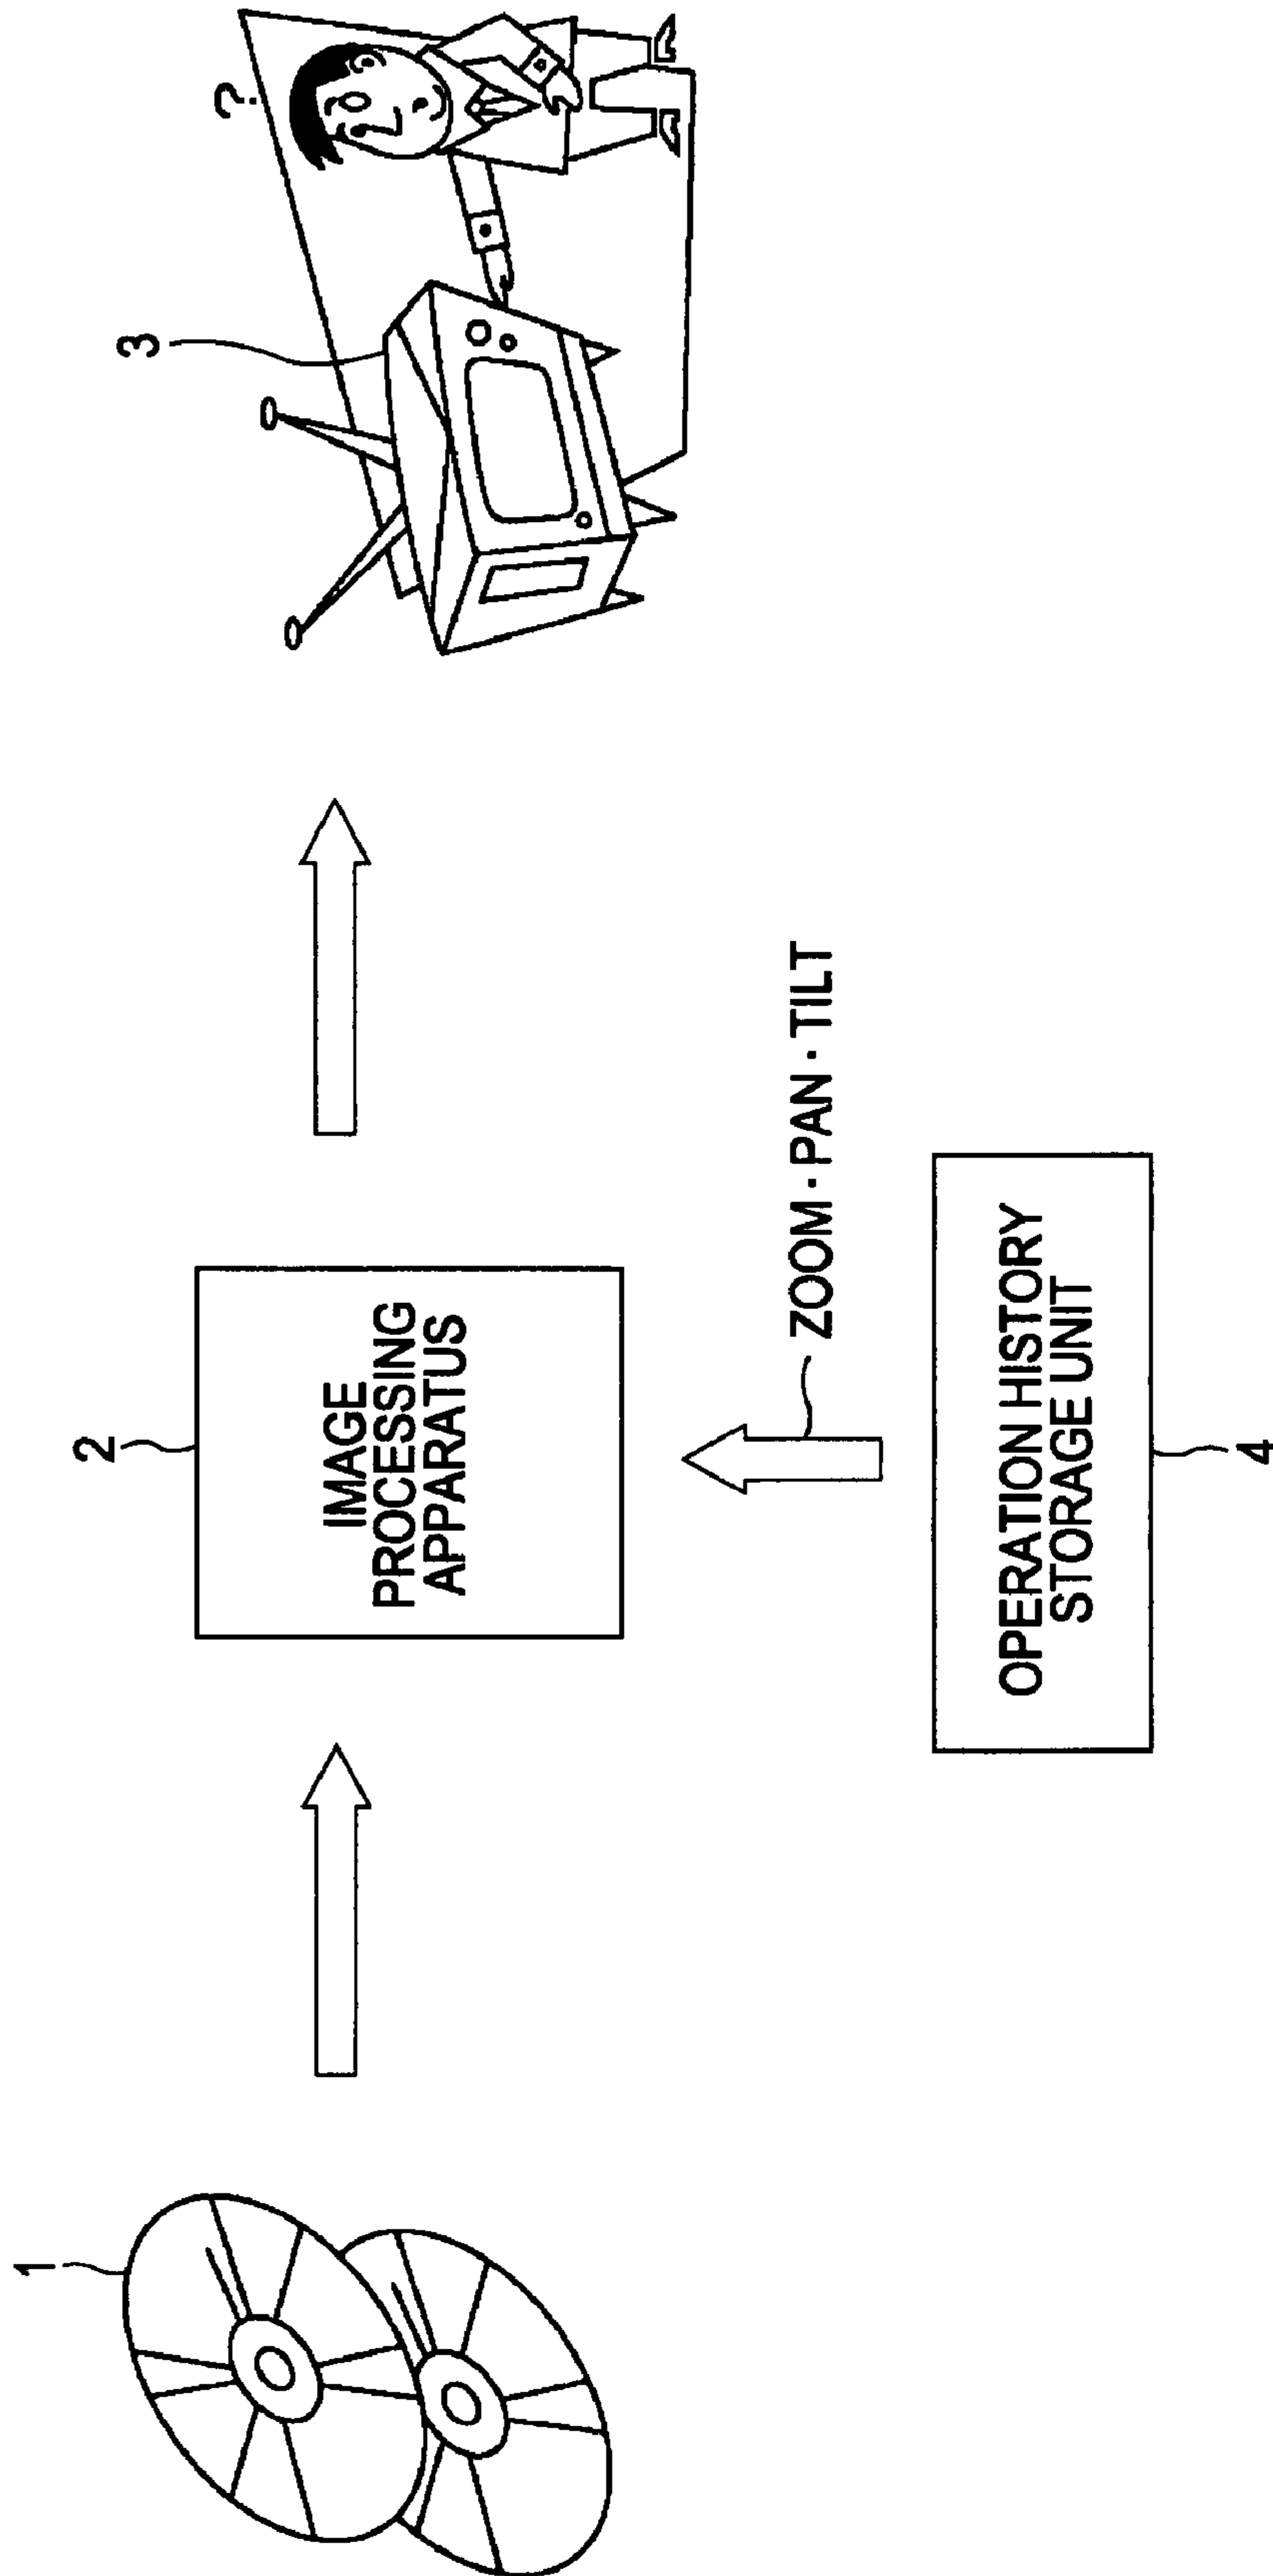 1
2
IMAGE
PROCESSING
APPARATUS
3
?
ZOOM · PAN · TILT
OPERATION HISTORY
STORAGE UNIT
4